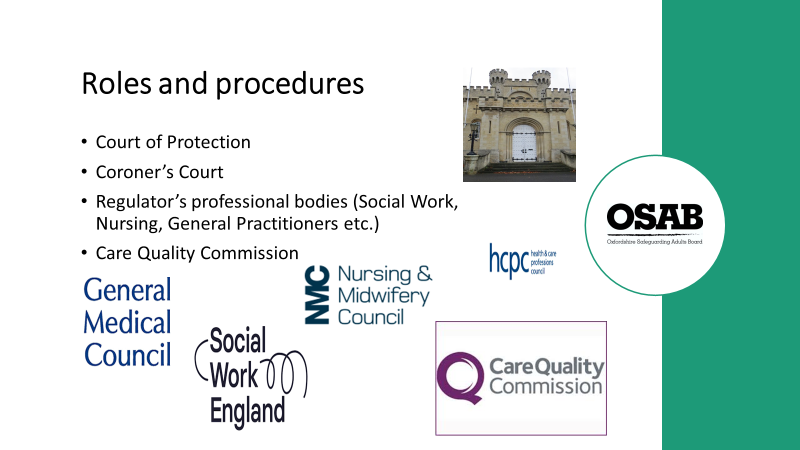 Roles and procedures
• Court of Protection
• Coroner's Court
• Regulator's professional bodies (Social Work,
Nursing, General Practitioners etc.)
• Care Quality Commission
OSAB
Oxfordshire Safeguarding Adults Board
hcpc health & care
professions
council
NMC Nursing &
Midwifery
Council
General
Medical
Council
Social
Work
England
CareQuality
Commission